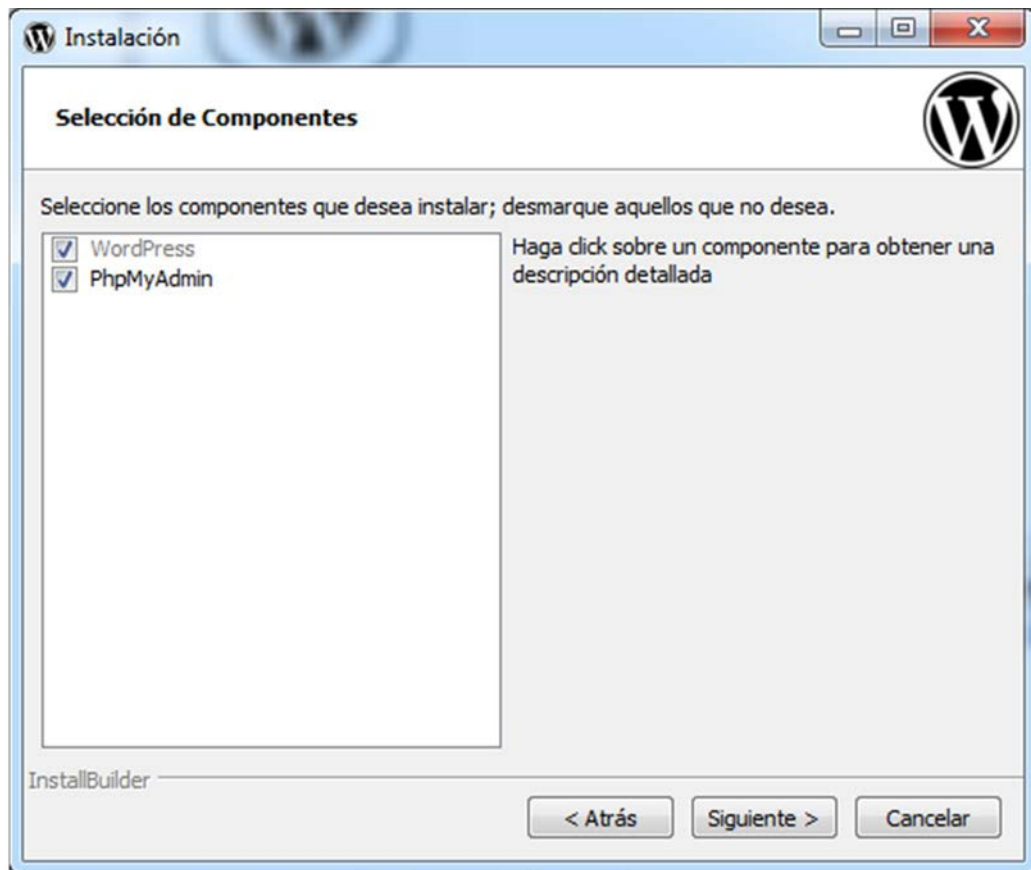 Instalación
Selección de Componentes
Seleccione los componentes que desea instalar; desmarque aquellos que no desea.
WordPress
PhpMyAdmin
Haga click sobre un componente para obtener una
descripción detallada
InstallBuilder
< Atrás
Siguiente >
Cancelar